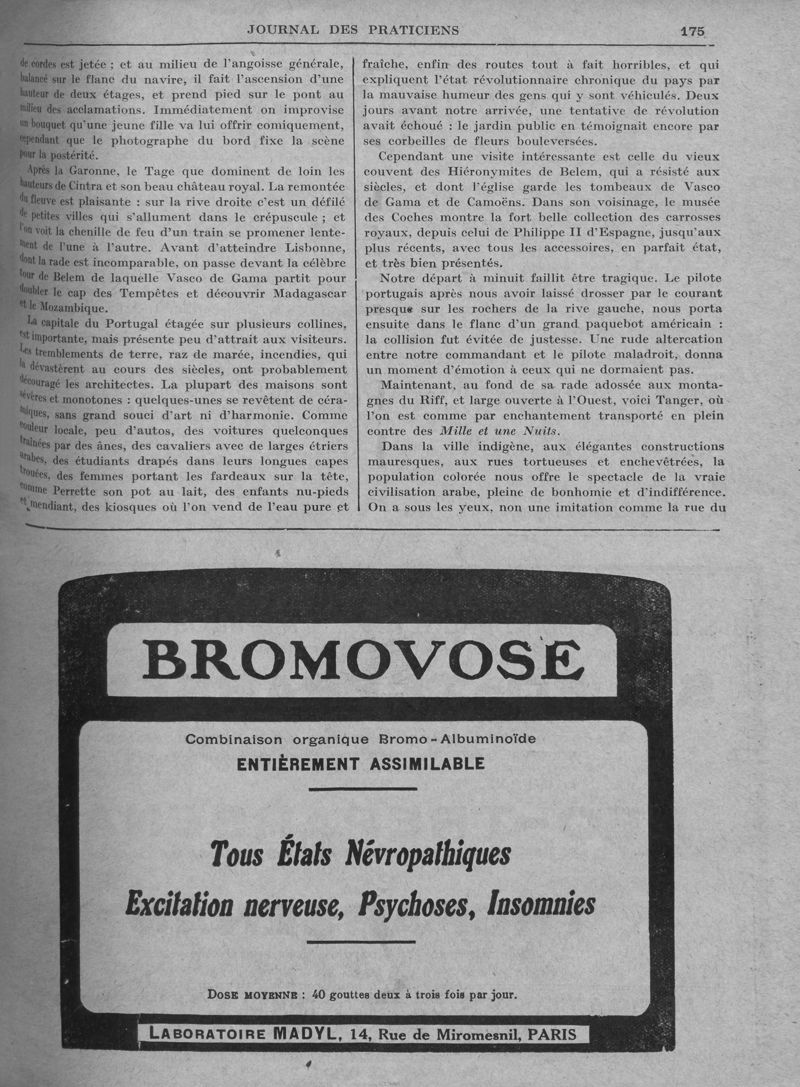 JOURNAL DES PRATICIENS 175
de cordes est jetée ; et au milieu de l'angoisse générale,
balancé sur le flanc du navire, il fait l'ascension d'une
hauteur de deux étages, et prend pied sur le pont au
milieu des acclamations. Immédiatement on improvise
un bouquet qu'une jeune fille va lui offrir comiquement,
cependant que le photographe du bord fixe la scène
pour la postérité.
Après la Garonne, le Tage que dominent de loin les
hauteurs de Cintra et son beau château royal. La remontée
du fleuve est plaisante : sur la rive droite c'est un défilé
de petites villes qui s'allument dans le crépuscule ; et
l'on voit la chenille de feu d'un train se promener lente-
ment de l'une à l'autre. Avant d'atteindre Lisbonne,
dont la rade est incomparable, on passe devant la célèbre
tour de Belem de laquelle Vasco de Gama partit pour
doubler le cap des Tempêtes et découvrir Madagascar
et le Mozambique.
La capitale du Portugal étagée sur plusieurs collines,
est importante, mais présente peu d'attrait aux visiteurs.
Les tremblements de terre, raz de marée, incendies, qui
la dévastèrent au cours des siècles, ont probablement
découragé les architectes. La plupart des maisons sont
sévères et monotones : quelques-unes se revêtent de céra-
miques, sans grand souci d'art ni d'harmonie. Comme
couleur locale, peu d'autos, des voitures quelconques
traînées par des ânes, des cavaliers avec de larges étriers
arabes, des étudiants drapés dans leurs longues capes
trouées, des femmes portant les fardeaux sur la tête,
comme Perrette son pot au lait, des enfants nu-pieds
et mendiant, des kiosques où l'on vend de l'eau pure et
fraîche, enfin des routes tout à fait horribles, et qui
expliquent l'état révolutionnaire chronique du pays par
la mauvaise humeur des gens qui y sont véhiculés. Deux
jours avant notre arrivée, une tentative de révolution
avait échoué : le jardin public en témoignait encore par
ses corbeilles de fleurs bouleversées.
Cependant une visite intéressante est celle du vieux
couvent des Hiéronymites de Belem, qui a résisté aux
siècles, et dont l'église garde les tombeaux de Vasco
de Gama et de Camoëns. Dans son voisinage, le musée
des Coches montre la fort belle collection des carrosses
royaux, depuis celui de Philippe II d'Espagne, jusqu'aux
plus récents, avec tous les accessoires, en parfait état,
et très bien présentés.
Notre départ à minuit faillit être tragique. Le pilote
portugais après nous avoir laissé drosser par le courant
presque sur les rochers de la rive gauche, nous porta
ensuite dans le flanc d'un grand paquebot américain :
la collision fut évitée de justesse. Une rude altercation
entre notre commandant et le pilote maladroit, donna
un moment d'émotion à ceux qui ne dormaient pas.
Maintenant, au fond de sa rade adossée aux monta-
gnes du Riff, et large ouverte à l'Ouest, voici Tanger, où
l'on est comme par enchantement transporté en plein
contre des Mille et une Nuits.
Dans la ville indigène, aux élégantes constructions
mauresques, aux rues tortueuses et enchevêtrées, la
population colorée nous offre le spectacle de la vraie
civilisation arabe, pleine de bonhomie et d'indifférence.
On a sous les yeux, non une imitation comme la rue du
BROMOVOSE
Combinaison organique Bromo-Albuminoïde
ENTIÈREMENT ASSIMILABLE
Tous États Névropathiques
Excitation nerveuse, Psychoses, Insomnies
DOSE MOYENNE : 40 gouttes deux à trois fois par jour.
LABORATOIRE MADYL, 14, Rue de Miromesnil, PARIS